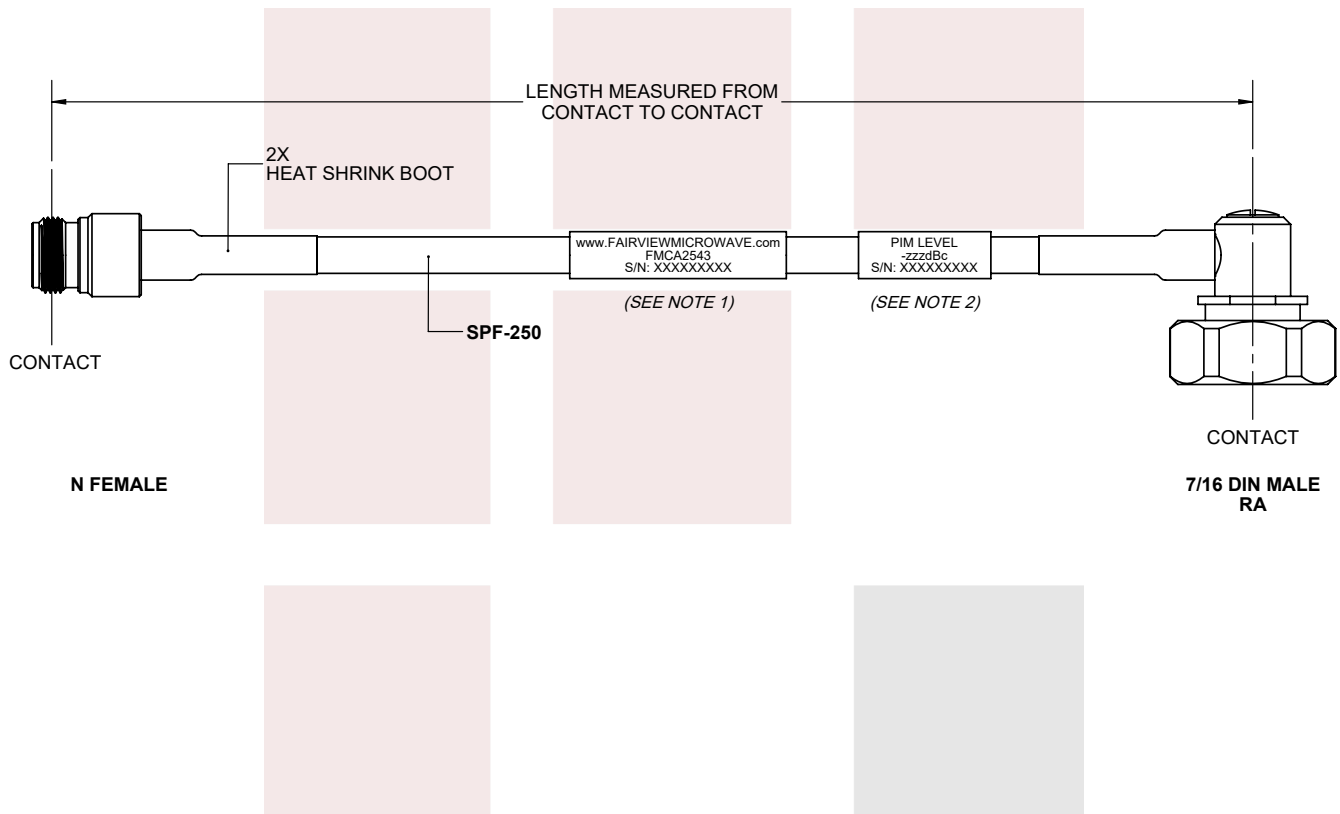 LENGTH MEASURED FROM
CONTACT TO CONTACT
2X
HEAT SHRINK BOOT
www.FAIRVIEWMICROWAVE.com
FMCA2543
S/N: XXXXXXXXX
PIM LEVEL
-zzzdBc
S/N: XXXXXXXXX
(SEE NOTE 1)
(SEE NOTE 2)
SPF-250
CONTACT
CONTACT
N FEMALE
7/16 DIN MALE
RA